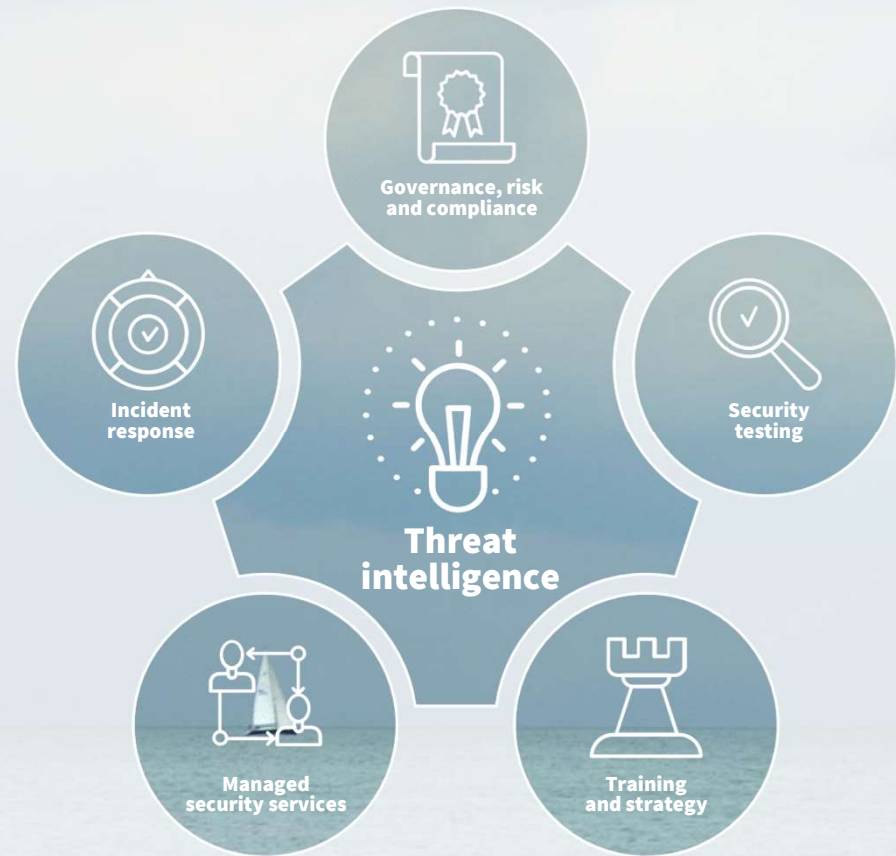 Governance, risk
and compliance
Incident
response
Security
testing
Threat
intelligence
Managed
security services
Training
and strategy